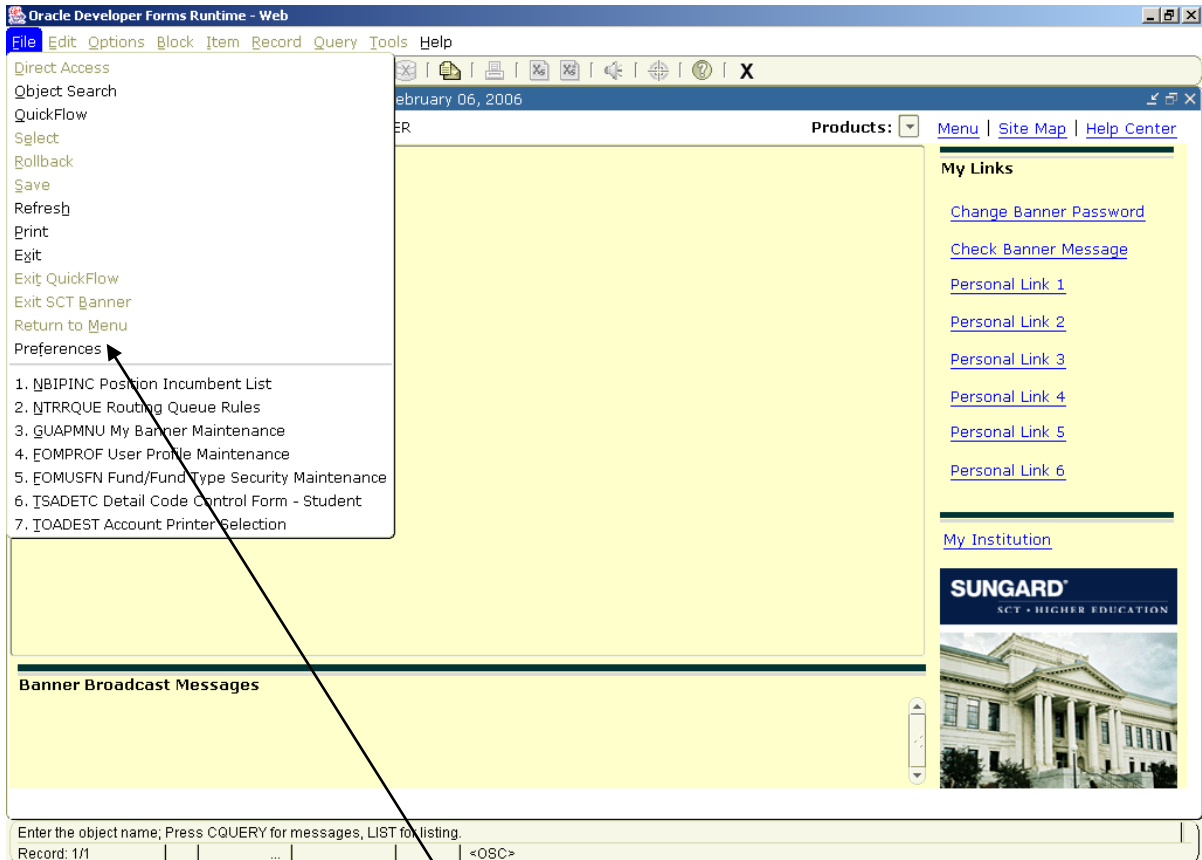 Oracle Developer Forms Runtime - Web
File Edit Options Block Item Record Query Tools Help
Direct Access
Object Search
QuickFlow
Select
Rollback
Save
Refresh
Print
Exit
Exit QuickFlow
Exit SCT Banner
Return to Menu
Preferences
1. NBIPINC Position Incumbent List
2. NTRRQUE Routing Queue Rules
3. GUAPMNU My Banner Maintenance
4. FOMPROF User Profile Maintenance
5. FOMUSFN Fund/Fund Type Security Maintenance
6. TSADETC Detail Code Control Form - Student
7. TOADEST Account Printer Selection
X
ebruary 06, 2006
ER
Products:
Menu | Site Map | Help Center
My Links
Change Banner Password
Check Banner Message
Personal Link 1
Personal Link 2
Personal Link 3
Personal Link 4
Personal Link 5
Personal Link 6
My Institution
SUNGARD®
SCT • HIGHER EDUCATION
Banner Broadcast Messages
Enter the object name; Press CQUERY for messages, LIST for listing.
Record: 1/1 ... <OSC>